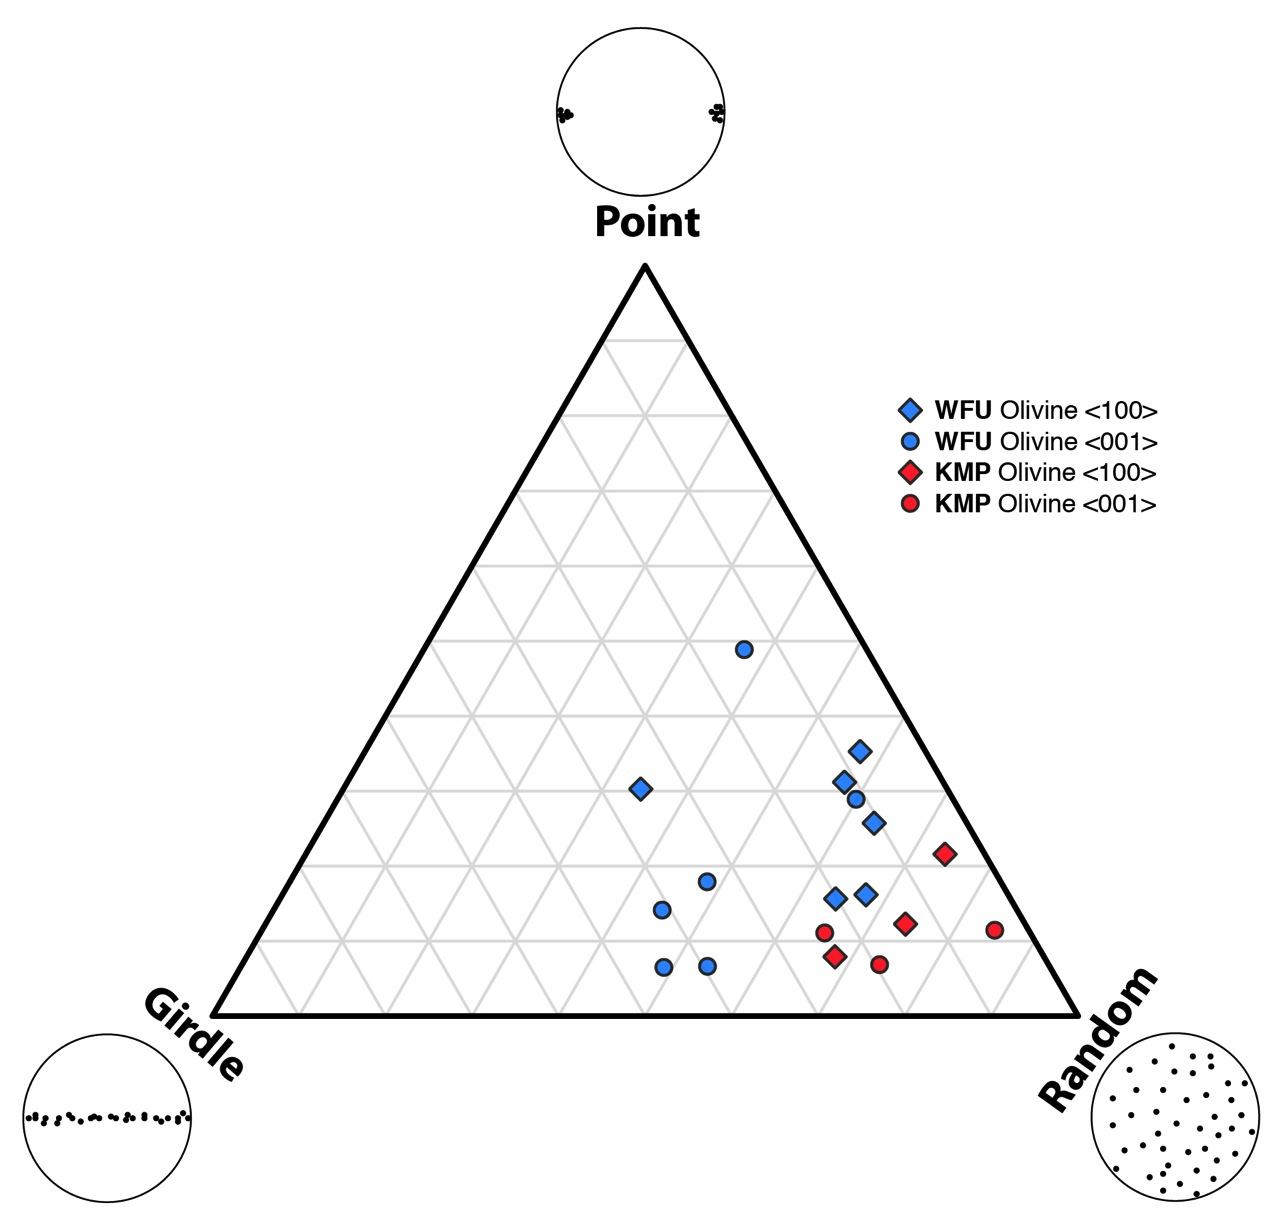 Point
WFU Olivine <100>
WFU Olivine <001>
KMP Olivine <100>
KMP Olivine <001>
Girdle
Random